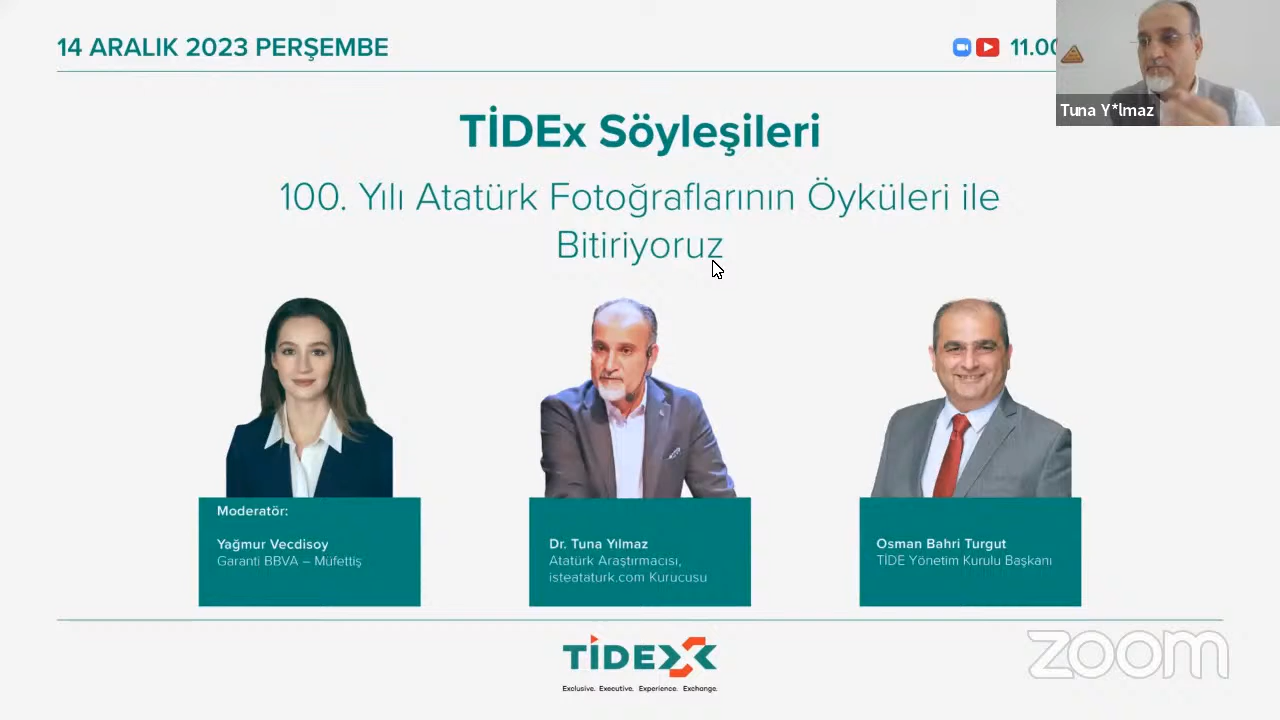 14 ARALIK 2023 PERŞEMBE
11.00
Tuna Y*lmaz
TİDEx Söyleşileri
100. Yılı Atatürk Fotoğraflarının Öyküleri ile
Bitiriyoruz
Moderatör:
Yağmur Vecdisoy
Garanti BBVA – Müfettiş
Dr. Tuna Yılmaz
Atatürk Araştırmacısı,
isteataturk.com Kurucusu
Osman Bahri Turgut
TİDE Yönetim Kurulu Başkanı
TİDEX
Exclusive. Executive. Experience. Exchange.
zoom